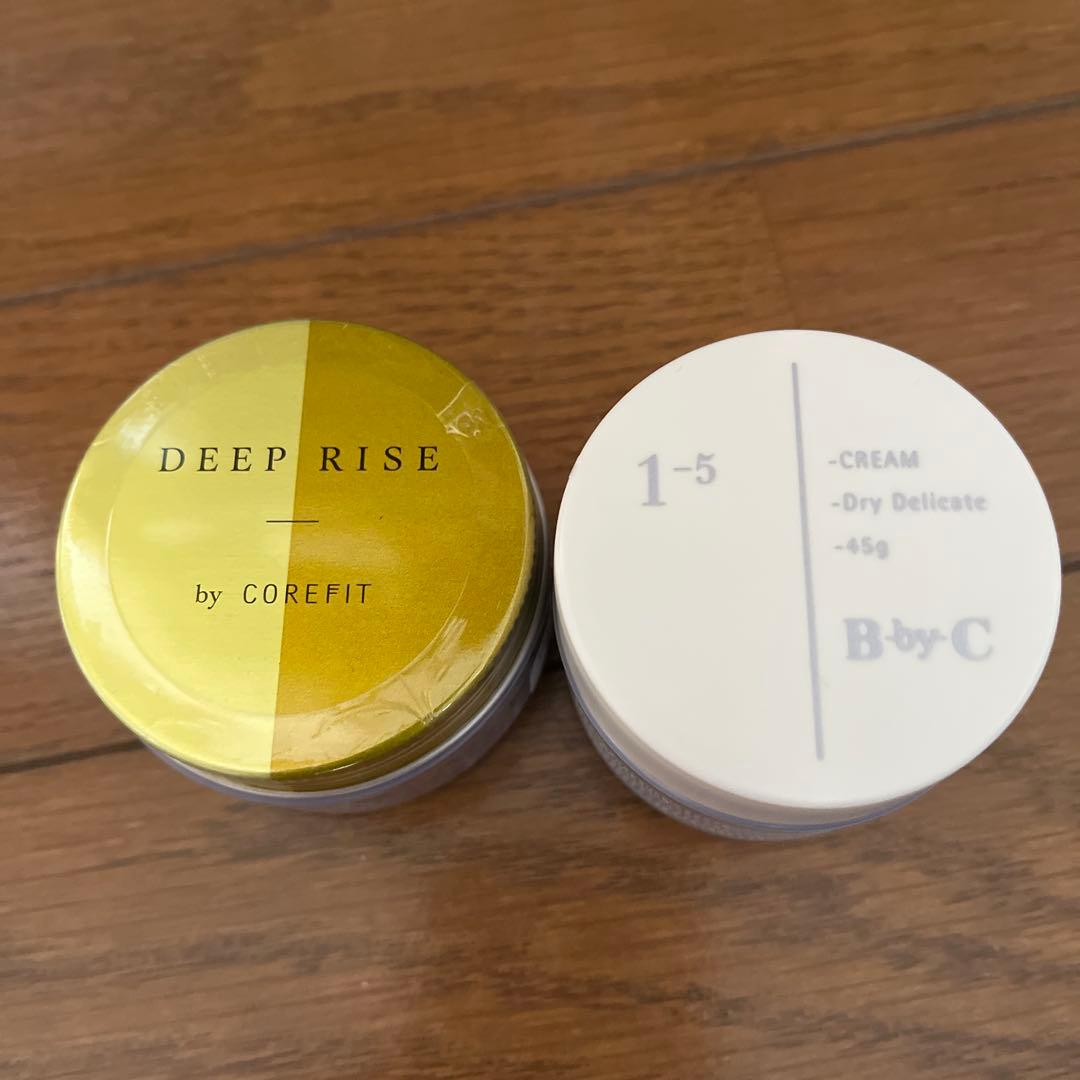 DEEP RISE
by COREFIT
1-5
-CREAM
-Dry Delicate
-45g
B-by-C